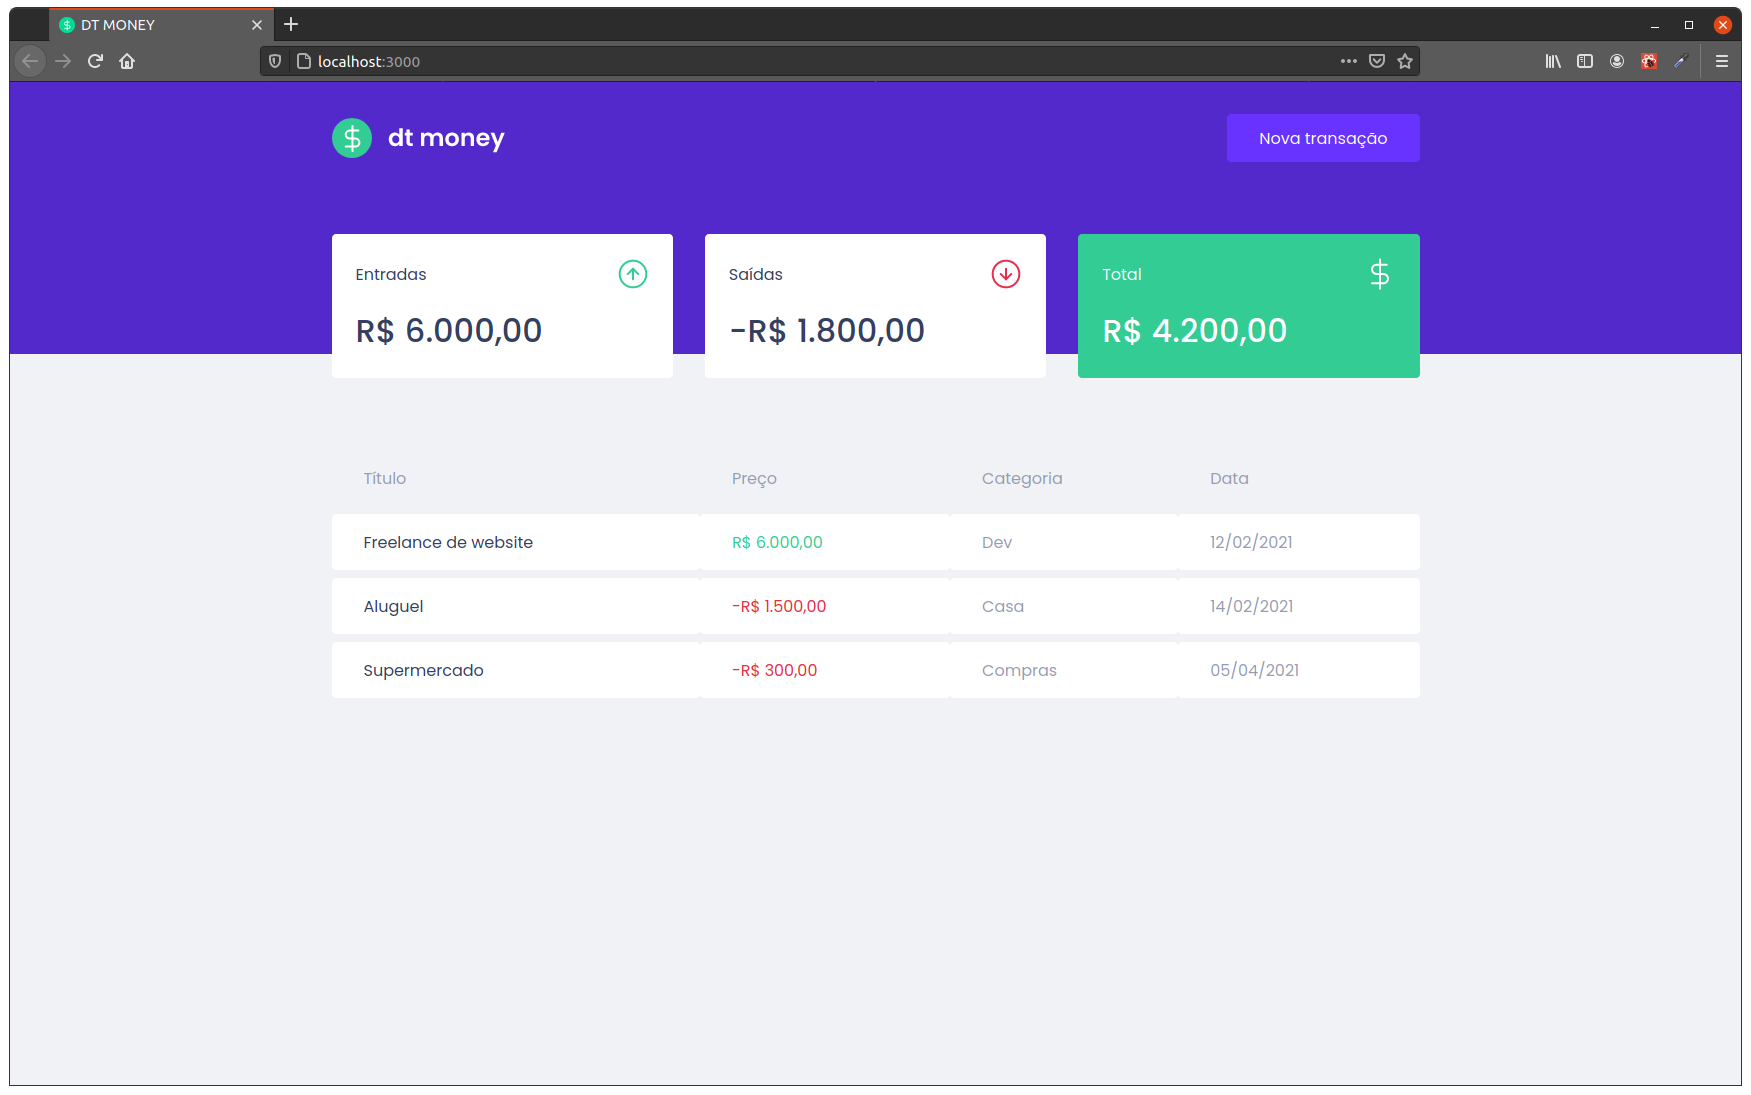 DT MONEY
localhost:3000
dt money
Nova transação
Entradas
R$ 6.000,00
Saídas
-R$ 1.800,00
Total
R$ 4.200,00
Título Preço Categoria Data
Freelance de website R$ 6.000,00 Dev 12/02/2021
Aluguel -R$ 1.500,00 Casa 14/02/2021
Supermercado -R$ 300,00 Compras 05/04/2021